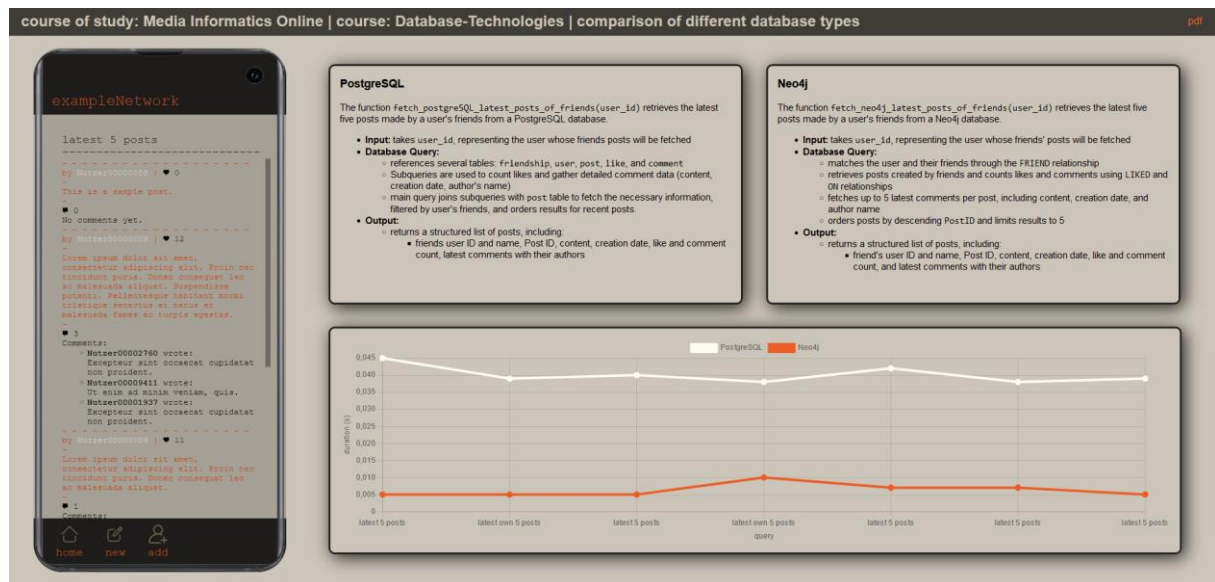 course of study: Media Informatics Online | course: Database-Technologies | comparison of different database types
pdf
exampleNetwork
latest 5 posts
by Nutzer00000009 | ♥ 0
-
This is a sample post.
-
0
No comments yet.
by Nutzer00000009 | ♥ 12
-
Lorem ipsum dolor sit amet,
consectetur adipiscing elit. Proin nec
tincidunt purus. Donec consequat leo
ac malesuada aliquet. Suspendisse
potenti. Pellentesque habitant morbi
tristique senectus et netus et
malesuada fames ac turpis egestas.
-
3
Comments:
Nutzer00002760 wrote:
Excepteur sint occaecat cupidatat
non proident.
Nutzer00009411 wrote:
Ut enim ad minim veniam, quis.
Nutzer00001937 wrote:
Excepteur sint occaecat cupidatat
non proident.
by Nutzer00000009 | ♥ 11
-
Lorem ipsum dolor sit amet,
consectetur adipiscing elit. Proin nec
tincidunt purus. Donec consequat leo
ac malesuada aliquet.
-
1
Comments:
home new add
PostgreSQL
The function fetch_postgreSQL_latest_posts_of_friends(user_id) retrieves the latest
five posts made by a user's friends from a PostgreSQL database.
• Input: takes user_id, representing the user whose friends posts will be fetched
• Database Query:
○ references several tables: friendship, user, post, like, and comment
○ Subqueries are used to count likes and gather detailed comment data (content,
creation date, author's name)
○ main query joins subqueries with post table to fetch the necessary information,
filtered by user's friends, and orders results for recent posts.
• Output:
○ returns a structured list of posts, including:
▪ friends user ID and name, Post ID, content, creation date, like and comment
count, latest comments with their authors
Neo4j
The function fetch_neo4j_latest_posts_of_friends(user_id) retrieves the latest five
posts made by a user's friends from a Neo4j database.
• Input: takes user_id, representing the user whose friends' posts will be fetched
• Database Query:
○ matches the user and their friends through the FRIEND relationship
○ retrieves posts created by friends and counts likes and comments using LIKED and
ON relationships
○ fetches up to 5 latest comments per post, including content, creation date, and
author name
○ orders posts by descending PostID and limits results to 5
• Output:
○ returns a structured list of posts, including:
▪ friend's user ID and name, Post ID, content, creation date, like and comment
count, and latest comments with their authors
PostgreSQL Neo4j
0,045
0,040
0,035
0,030
0,025
0,020
0,015
0,010
0,005
0
duration (s)
latest 5 posts latest own 5 posts latest 5 posts latest own 5 posts latest 5 posts latest 5 posts latest 5 posts
query